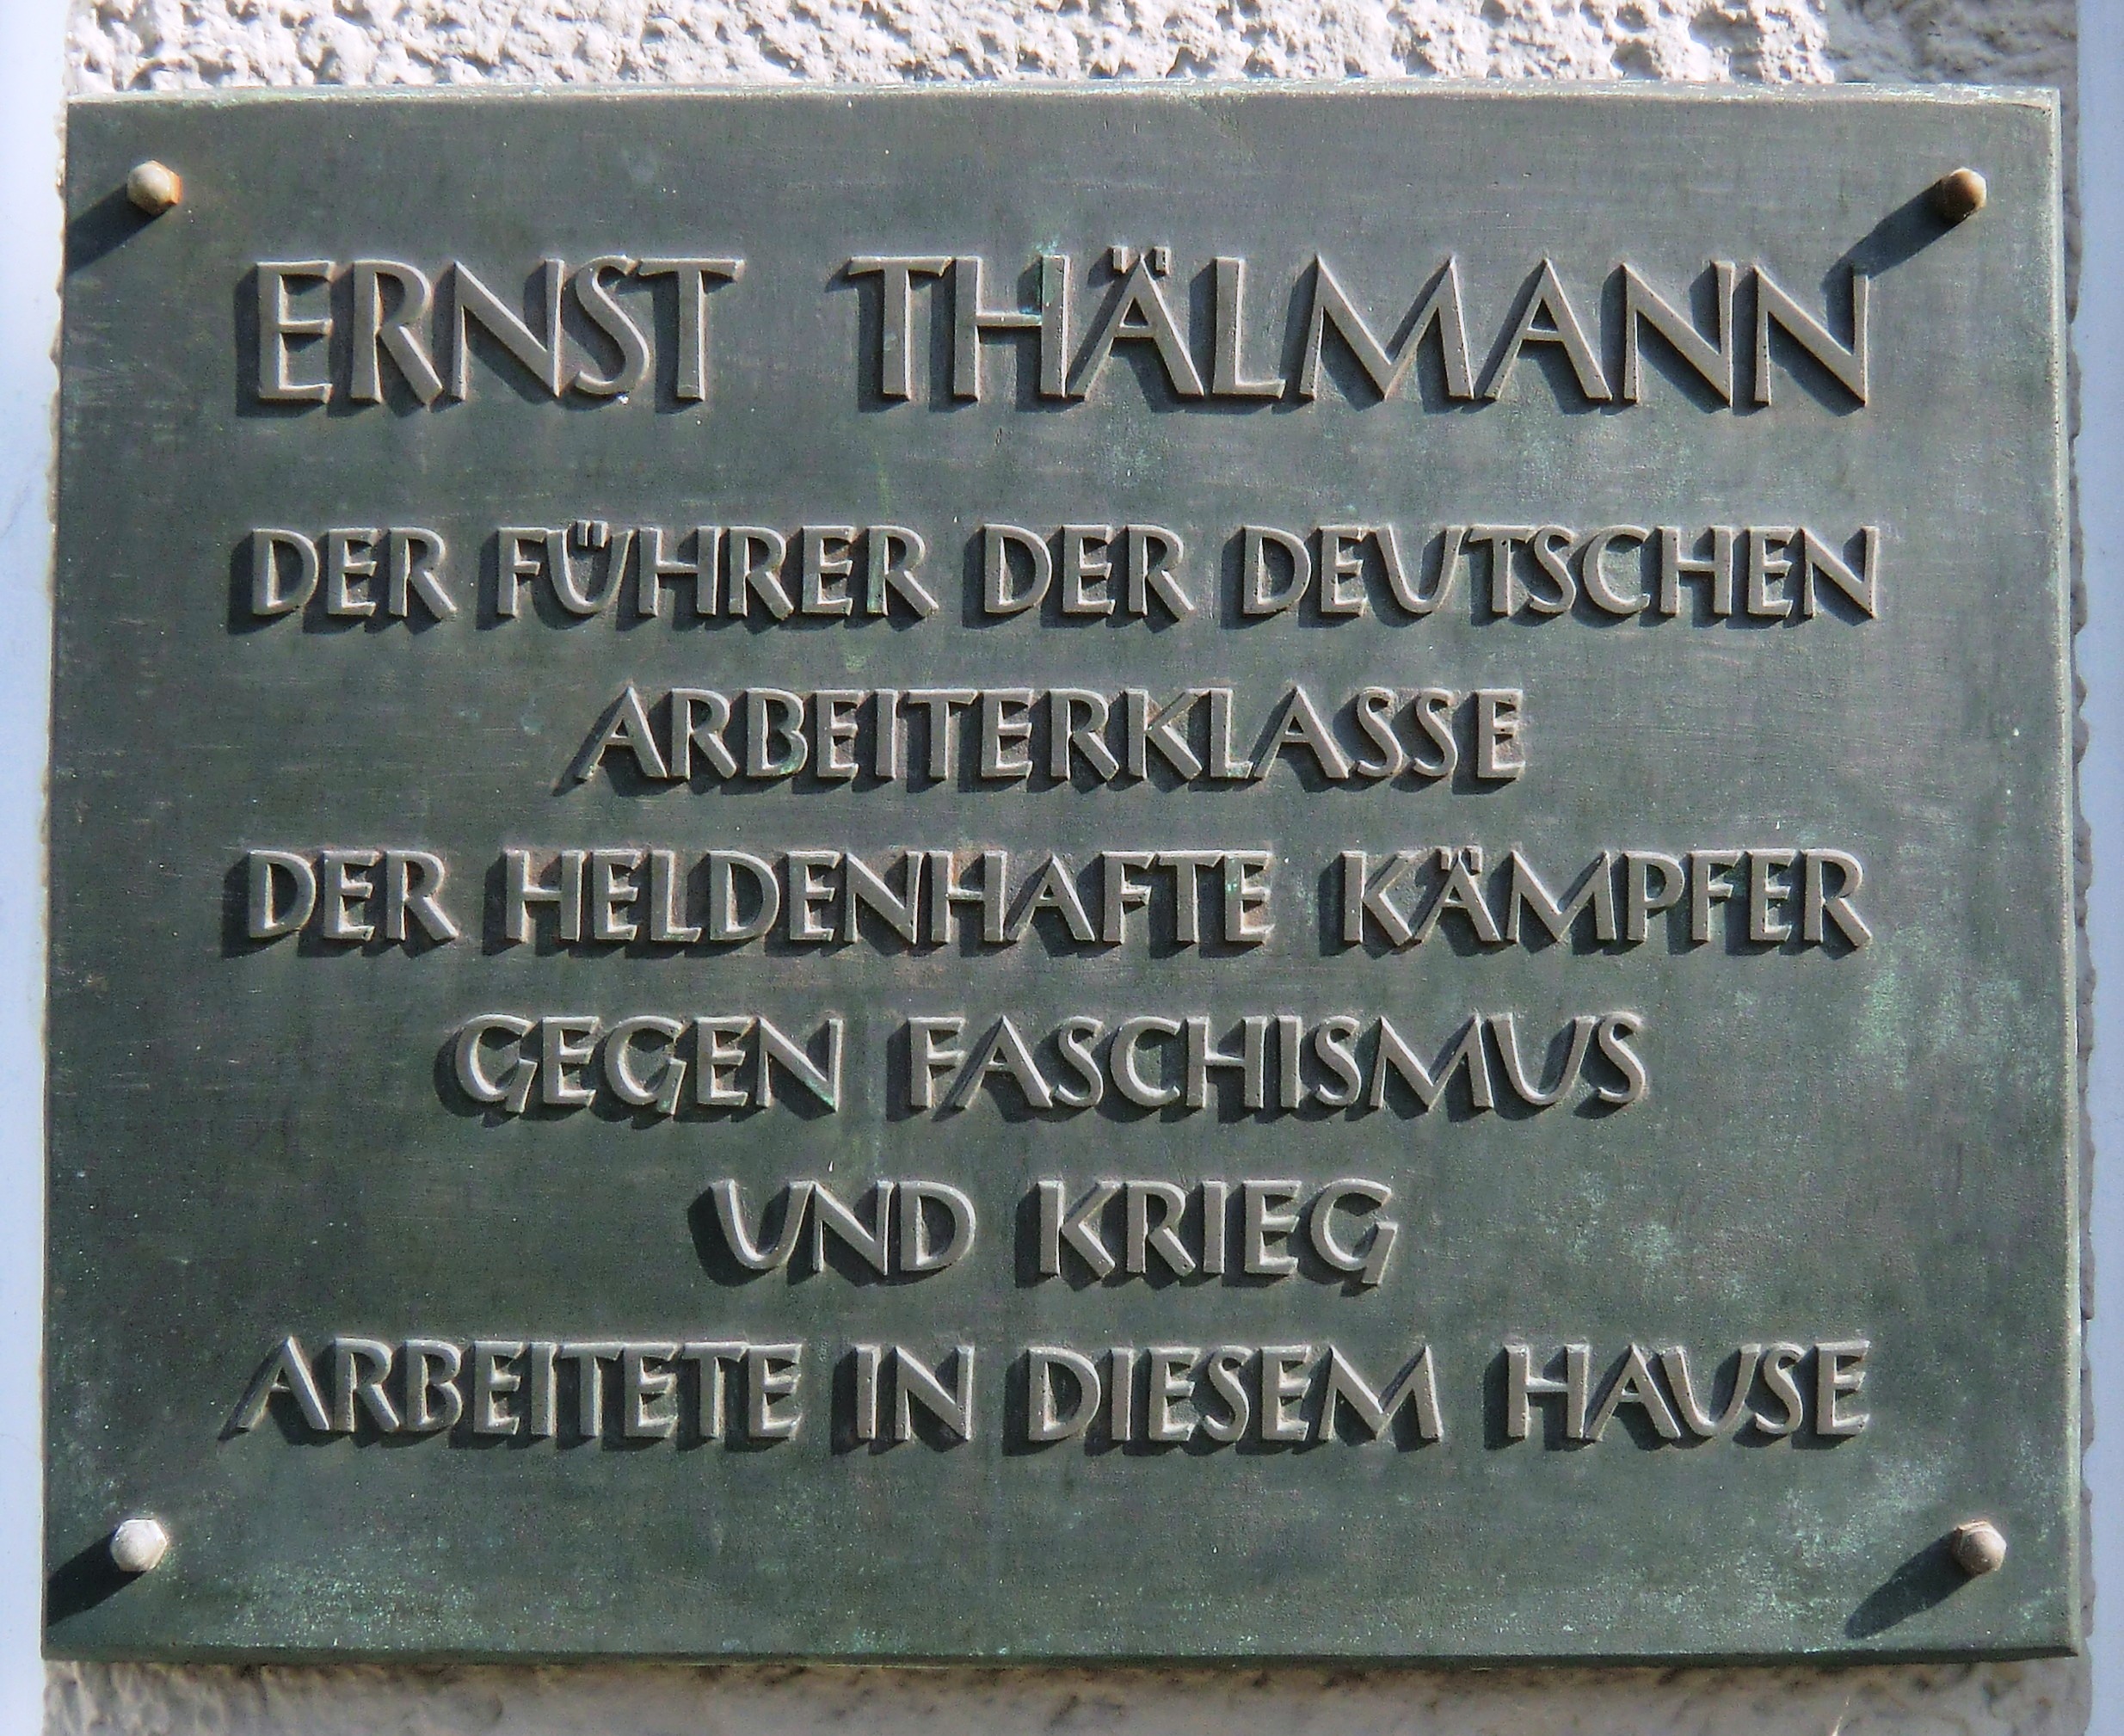 ERNST THÄLMANN
DER FÜHRER DER DEUTSCHEN
ARBEITERKLASSE
DER HELDENHAFTE KÄMPFER
GEGEN FASCHISMUS
UND KRIEG
ARBEITETE IN DIESEM HAUSE